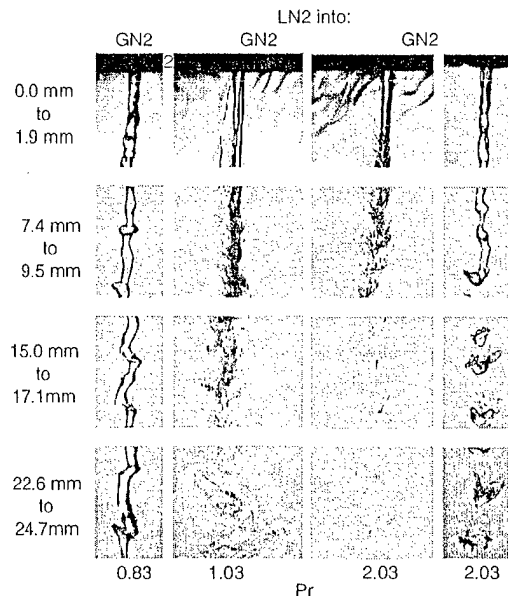 LN2 into:
GN2 GN2 GN2
2
0.0 mm
to
1.9 mm
7.4 mm
to
9.5 mm
15.0 mm
to
17.1mm
22.6 mm
to
24.7mm
0.83 1.03 2.03 2.03
Pr